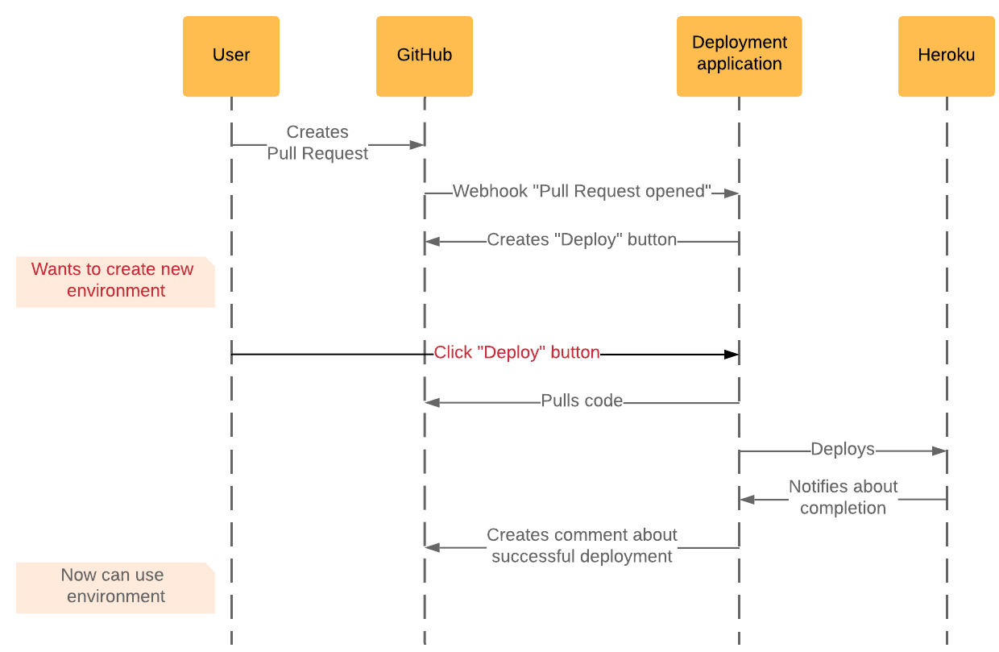 User
GitHub
Deployment
application
Heroku
Creates
Pull Request
Webhook "Pull Request opened"
Creates "Deploy" button
Wants to create new
environment
Click "Deploy" button
Pulls code
Deploys
Notifies about
completion
Creates comment about
successful deployment
Now can use
environment